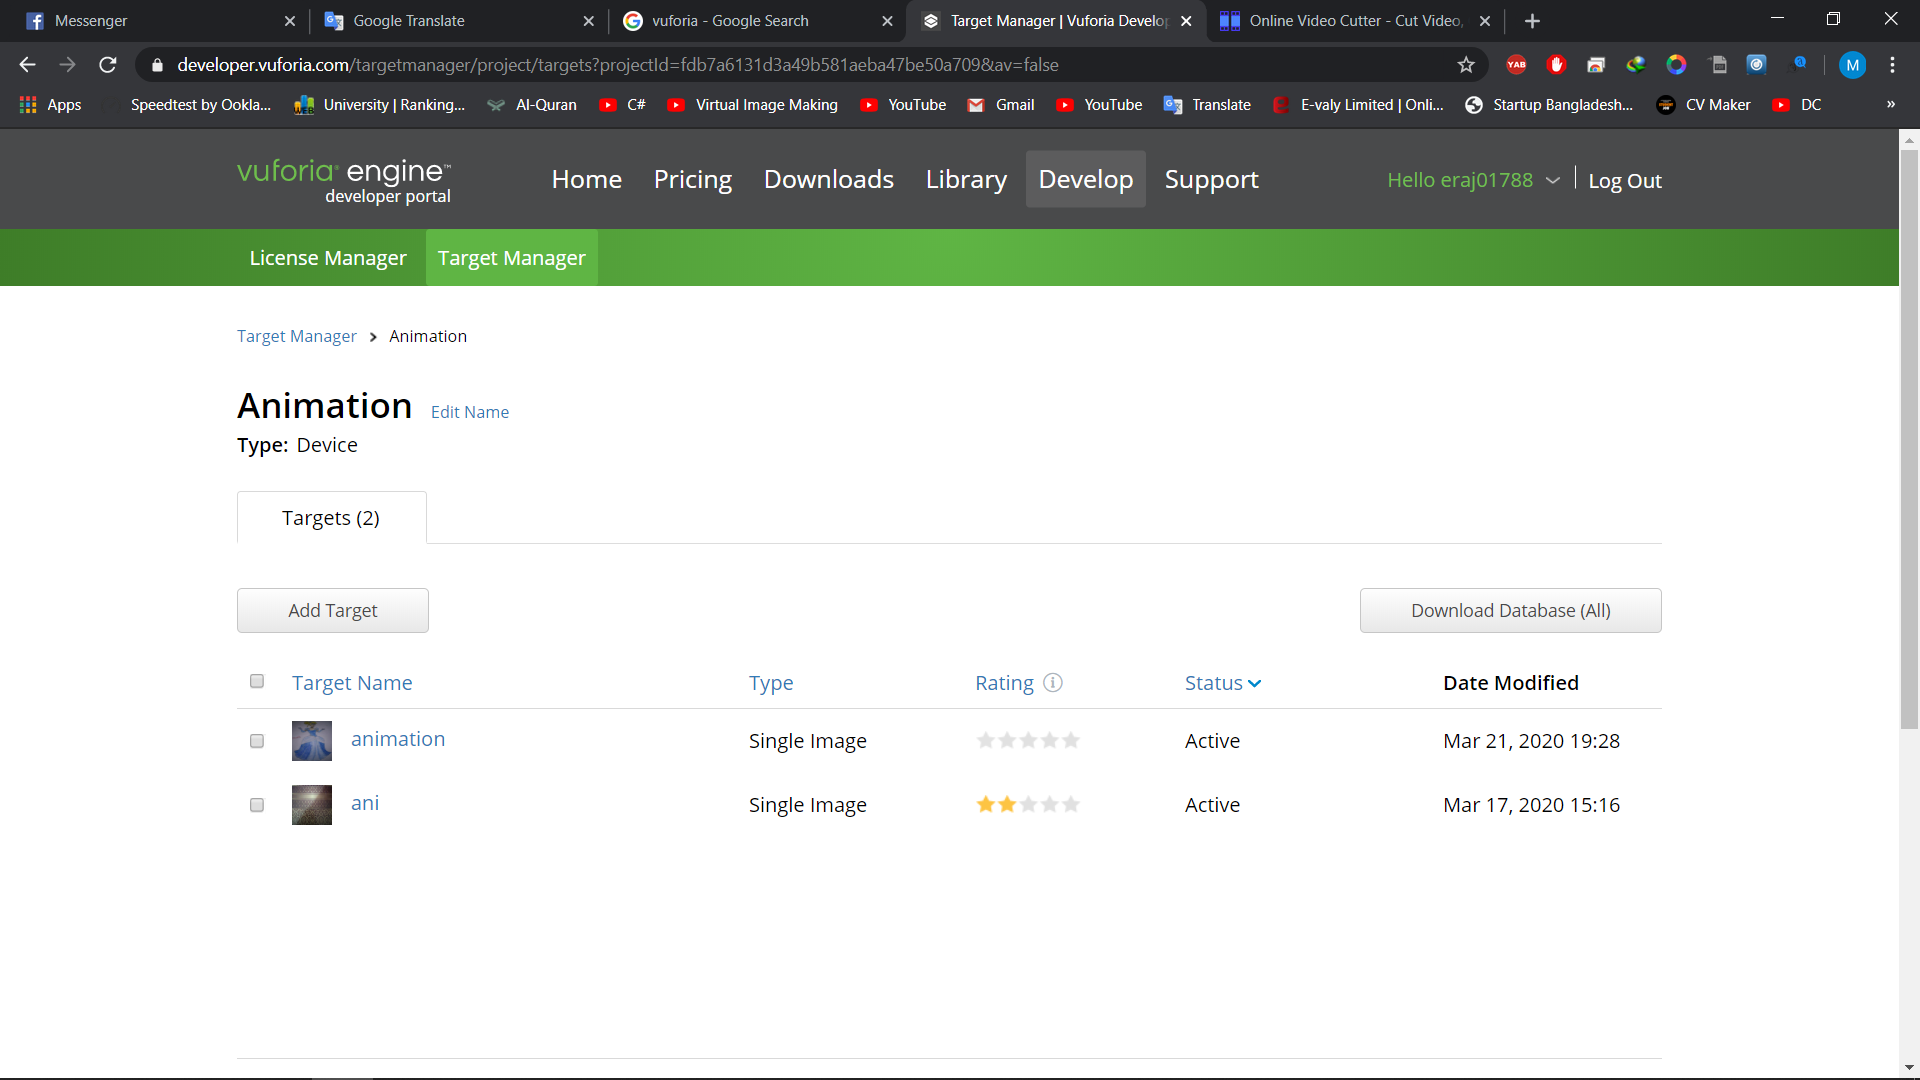 Messenger
Google Translate
vuforia - Google Search
Target Manager | Vuforia Develop
Online Video Cutter - Cut Video,
developer.vuforia.com/targetmanager/project/targets?projectId=fdb7a6131d3a49b581aeba47be50a709&av=false
YAB
M
Apps
Speedtest by Ookla...
University | Ranking...
Al-Quran
C#
Virtual Image Making
YouTube
Gmail
YouTube
Translate
E-valy Limited | Onli...
Startup Bangladesh...
CV Maker
DC
»
vuforia® engine™
developer portal
Home
Pricing
Downloads
Library
Develop
Support
Hello eraj01788
Log Out
License Manager
Target Manager
Target Manager > Animation
Animation Edit Name
Type: Device
Targets (2)
Add Target
Download Database (All)
Target Name Type Rating Status Date Modified
animation Single Image Active Mar 21, 2020 19:28
ani Single Image Active Mar 17, 2020 15:16